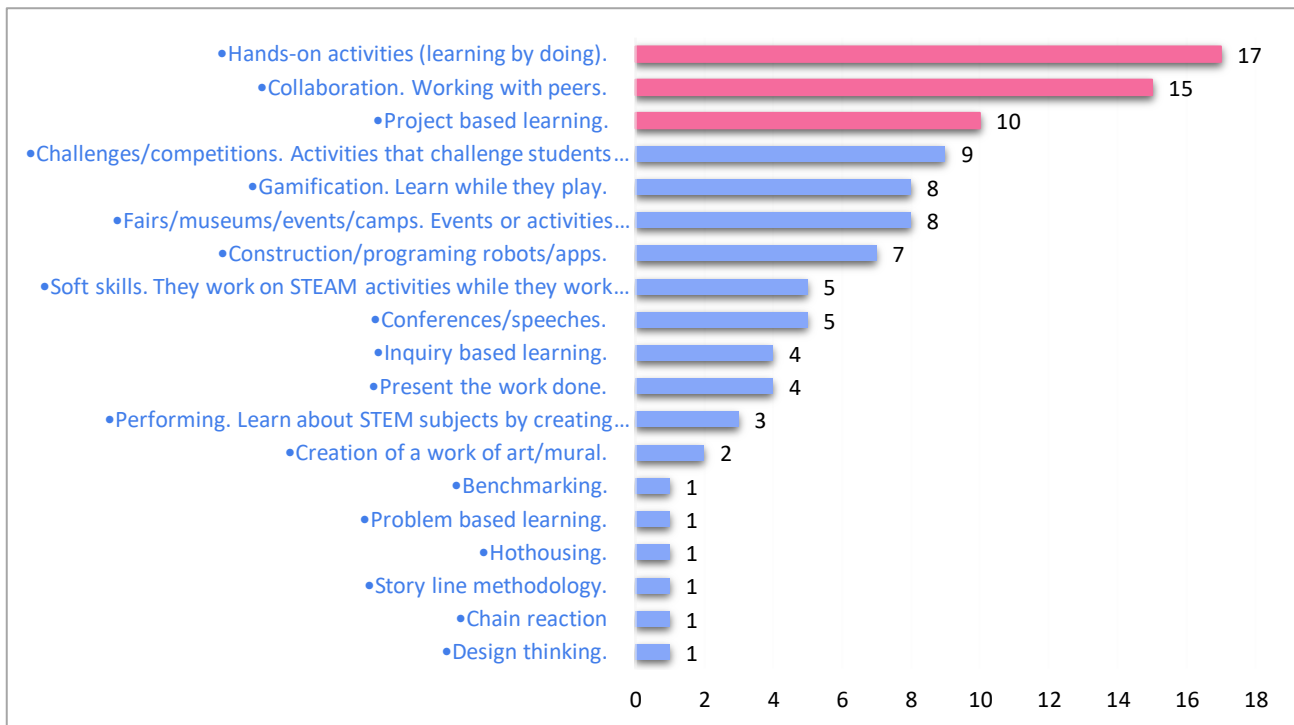 •Hands-on activities (learning by doing). 17
•Collaboration. Working with peers. 15
•Project based learning. 10
•Challenges/competitions. Activities that challenge students... 9
•Gamification. Learn while they play. 8
•Fairs/museums/events/camps. Events or activities... 8
•Construction/programing robots/apps. 7
•Soft skills. They work on STEAM activities while they work... 5
•Conferences/speeches. 5
•Inquiry based learning. 4
•Present the work done. 4
•Performing. Learn about STEM subjects by creating... 3
•Creation of a work of art/mural. 2
•Benchmarking. 1
•Problem based learning. 1
•Hothousing. 1
•Story line methodology. 1
•Chain reaction 1
•Design thinking. 1
0 2 4 6 8 10 12 14 16 18